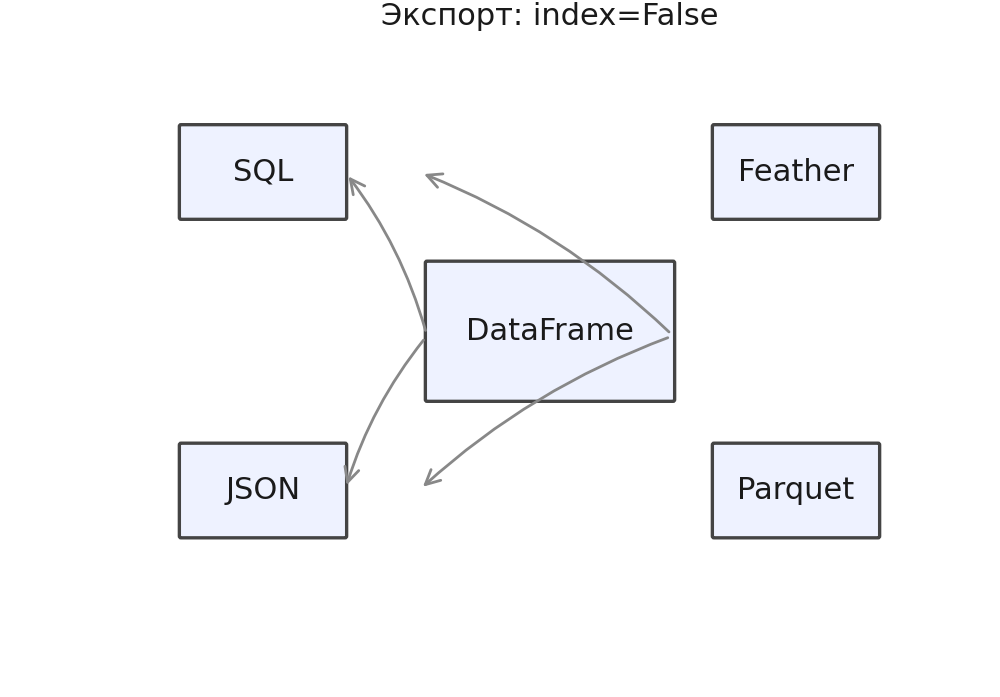 Экспорт: index=False
SQL
Feather
DataFrame
JSON
Parquet